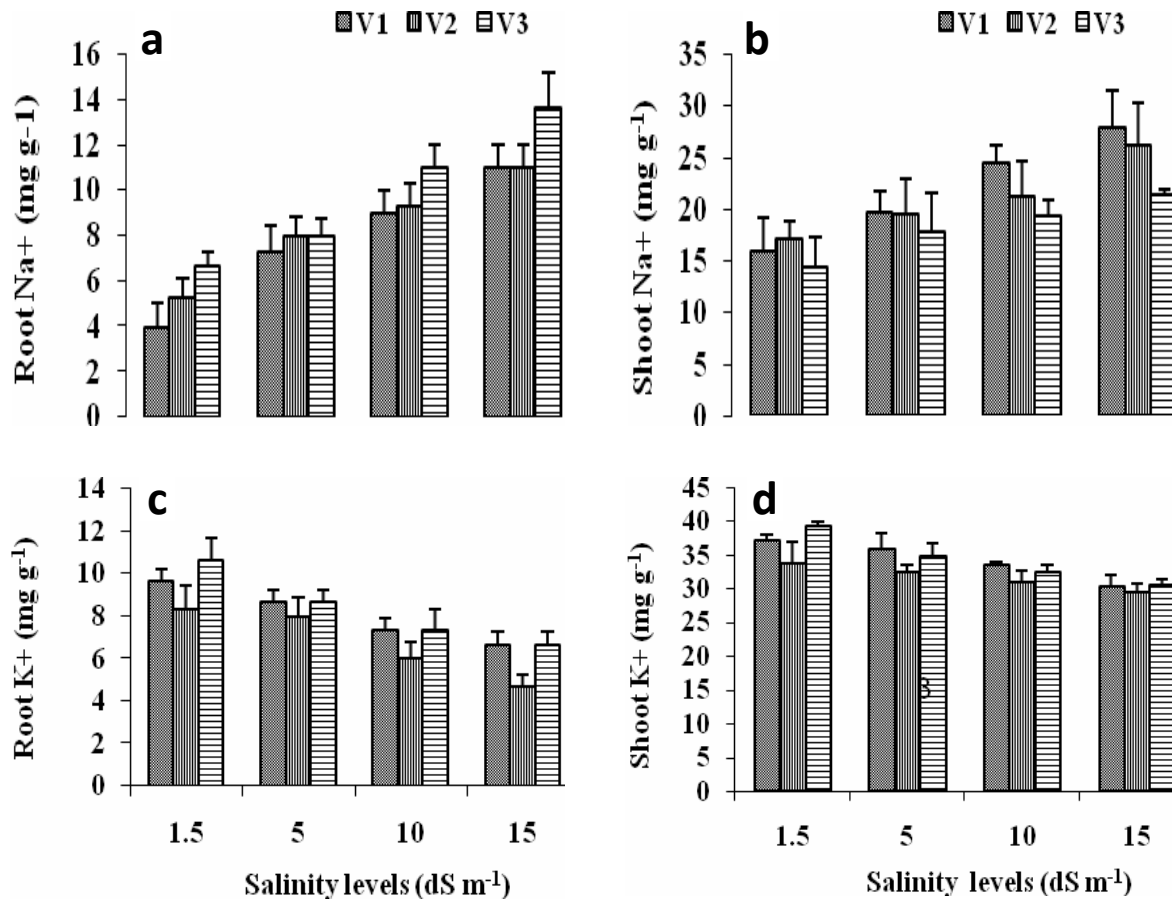 a
V1 V2 V3
Root Na+ (mg g-1)
16
14
12
10
8
6
4
2
0
b
V1 V2 V3
Shoot Na+ (mg g-1)
35
30
25
20
15
10
5
0
c
Root K+ (mg g-1)
14
12
10
8
6
4
2
0
1.5 5 10 15
Salinity levels (dS m-1)
d
Shoot K+ (mg g-1)
45
40
35
30
25
20
15
10
5
0
3
1.5 5 10 15
Salinity levels (dS m-1)